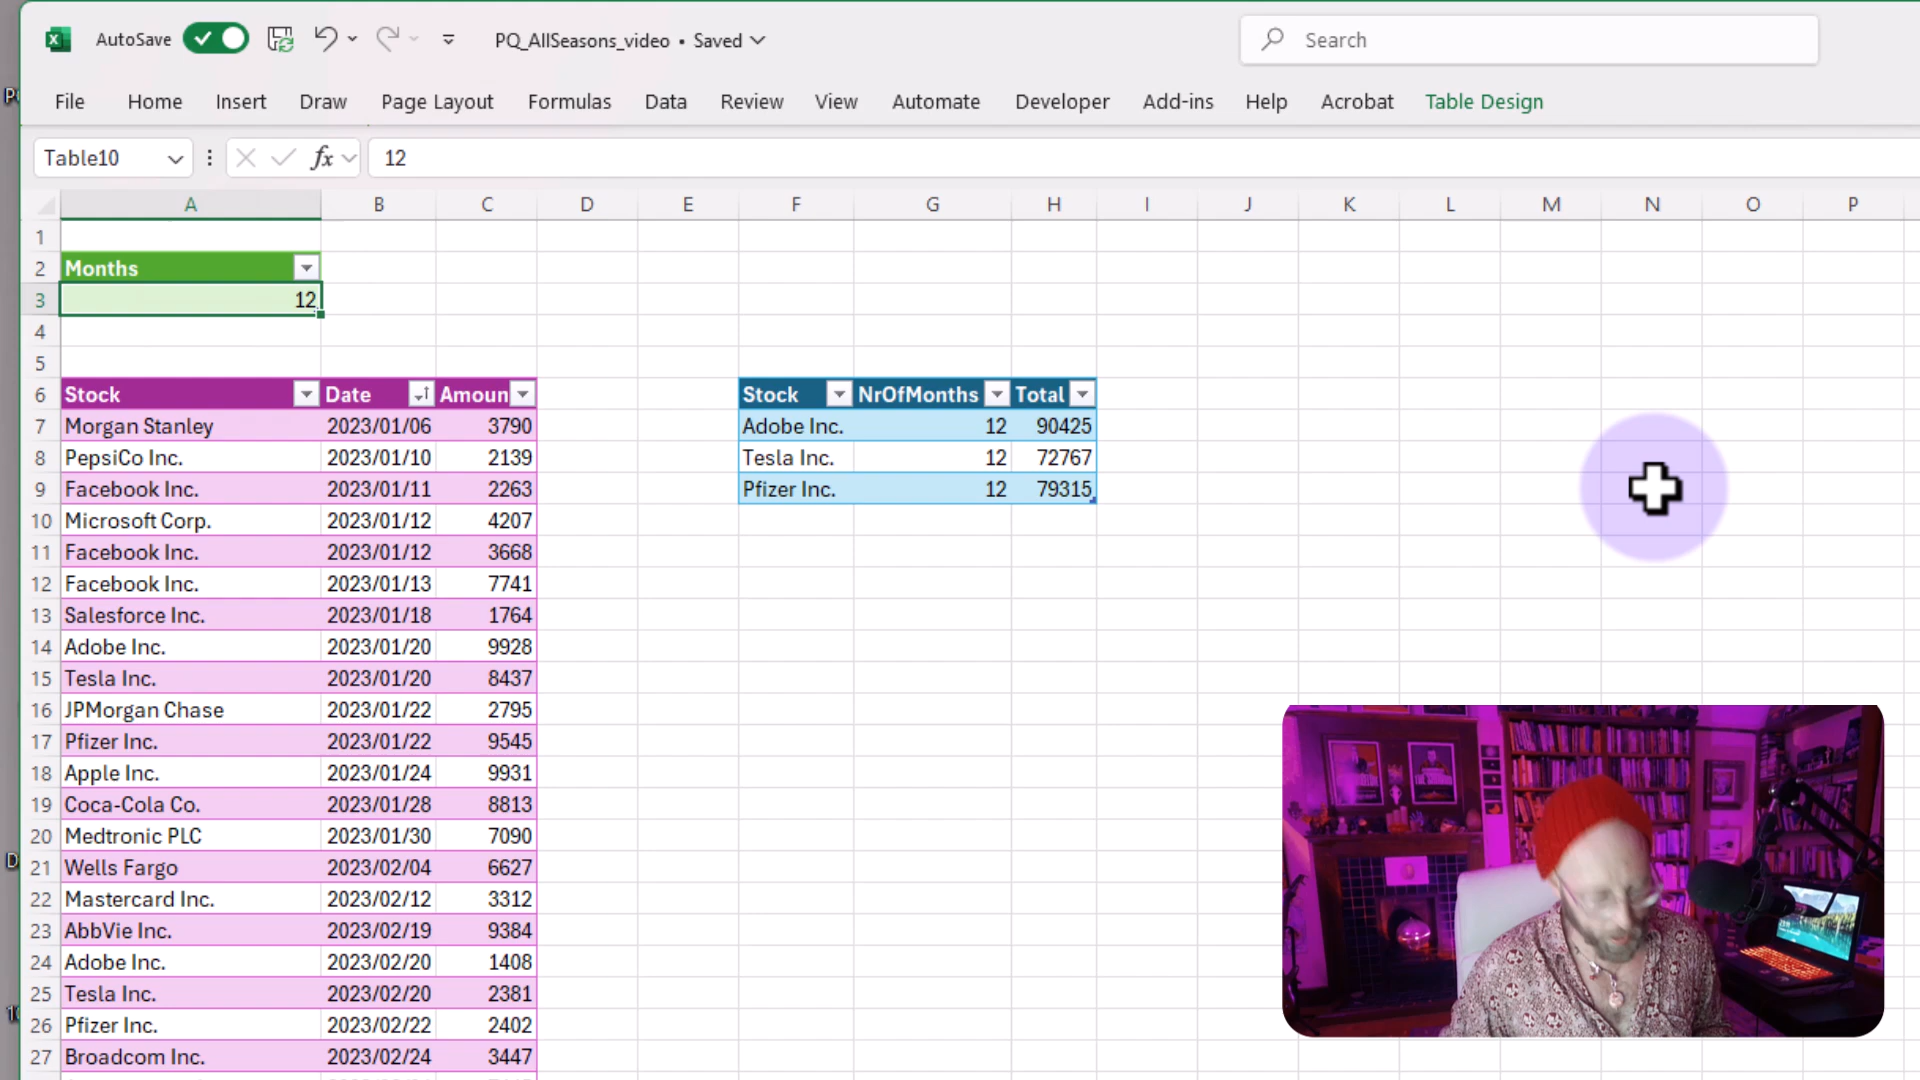 AutoSave
PQ_AllSeasons_video • Saved
Search
File Home Insert Draw Page Layout Formulas Data Review View Automate Developer Add-ins Help Acrobat Table Design
Table10 fx 12
A B C D E F G H I J K L M N O P
1
2 Months
3 12
4
5
6 Stock Date Amoun Stock NrOfMonths Total
7 Morgan Stanley 2023/01/06 3790 Adobe Inc. 12 90425
8 PepsiCo Inc. 2023/01/10 2139 Tesla Inc. 12 72767
9 Facebook Inc. 2023/01/11 2263 Pfizer Inc. 12 79315
10 Microsoft Corp. 2023/01/12 4207
11 Facebook Inc. 2023/01/12 3668
12 Facebook Inc. 2023/01/13 7741
13 Salesforce Inc. 2023/01/18 1764
14 Adobe Inc. 2023/01/20 9928
15 Tesla Inc. 2023/01/20 8437
16 JPMorgan Chase 2023/01/22 2795
17 Pfizer Inc. 2023/01/22 9545
18 Apple Inc. 2023/01/24 9931
19 Coca-Cola Co. 2023/01/28 8813
20 Medtronic PLC 2023/01/30 7090
21 Wells Fargo 2023/02/04 6627
22 Mastercard Inc. 2023/02/12 3312
23 AbbVie Inc. 2023/02/19 9384
24 Adobe Inc. 2023/02/20 1408
25 Tesla Inc. 2023/02/20 2381
26 Pfizer Inc. 2023/02/22 2402
27 Broadcom Inc. 2023/02/24 3447